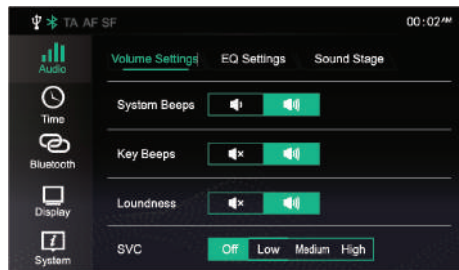 TA AF SF 00:02AM
Audio
Volume Settings EQ Settings Sound Stage
System Beeps
Time
Key Beeps
Bluetooth
Loundness
Display
SVC Off Low Medium High
System